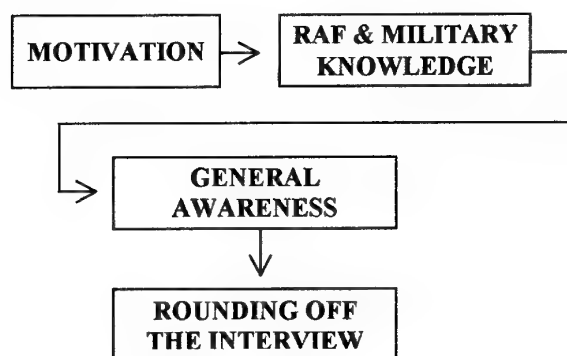 MOTIVATION
RAF & MILITARY
KNOWLEDGE
GENERAL
AWARENESS
ROUNDING OFF
THE INTERVIEW